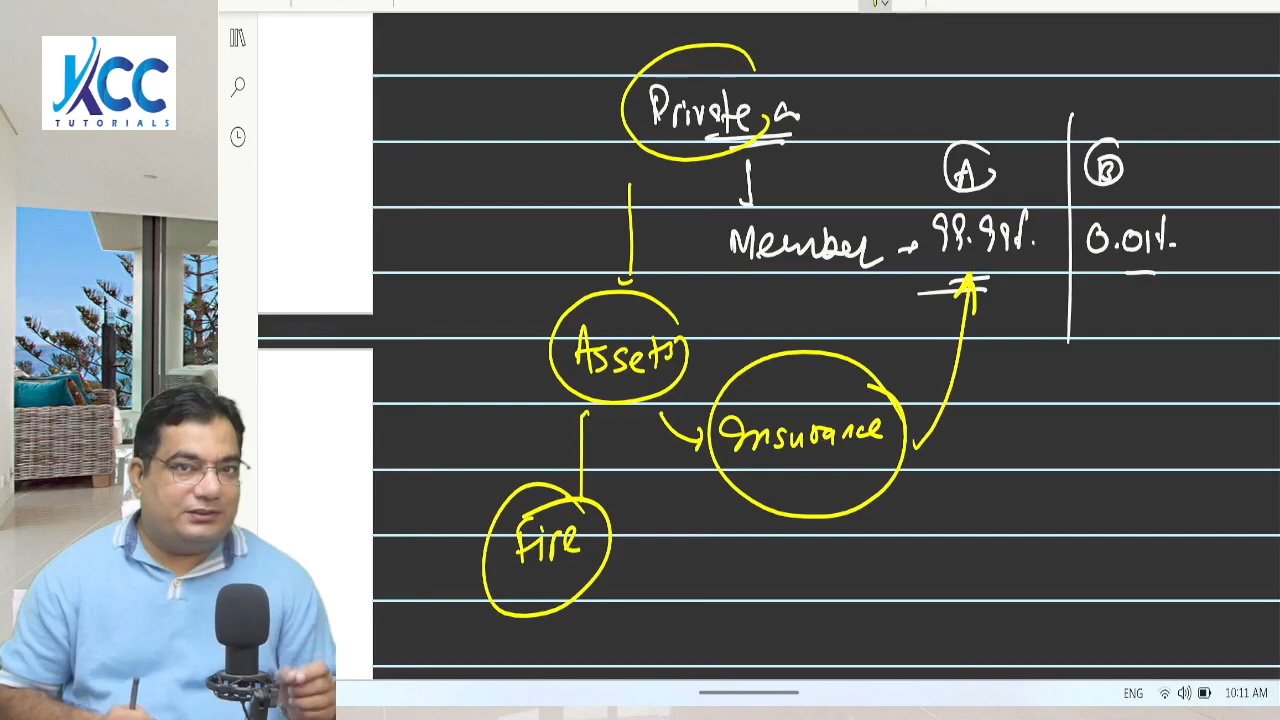 KCC
TUTORIALS
Private co
A
B
Member → 99.99%.
0.01%.
Assets
Insurance
Fire
ENG
10:11 AM